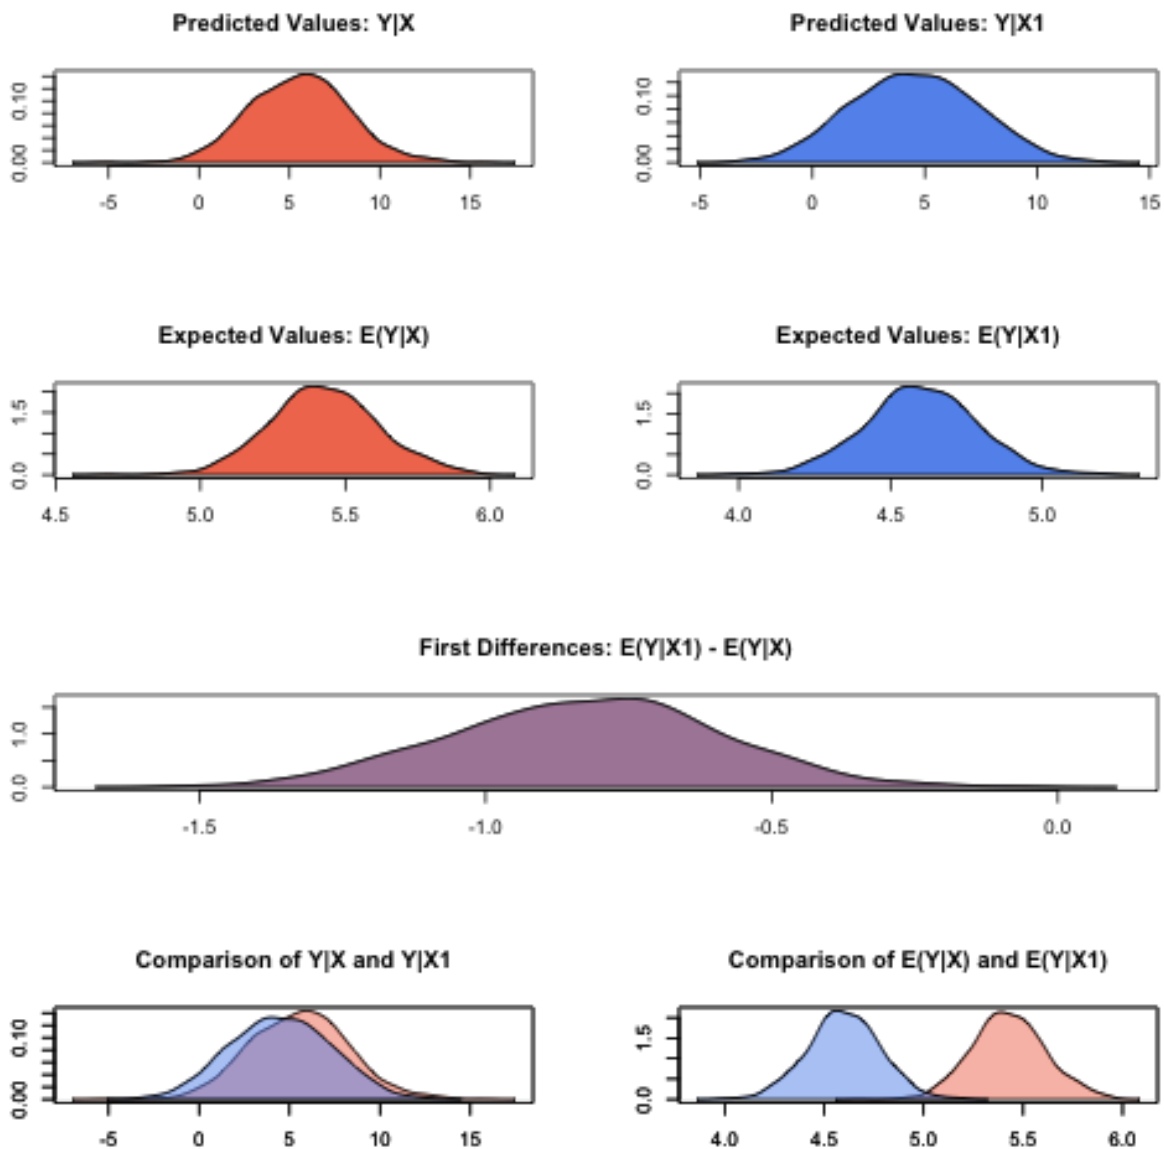 Predicted Values: Y|X
Predicted Values: Y|X1
0.10
0.00
-5 0 5 10 15
0.10
0.00
-5 0 5 10 15
Expected Values: E(Y|X)
Expected Values: E(Y|X1)
1.5
0.0
4.5 5.0 5.5 6.0
1.5
0.0
4.0 4.5 5.0
First Differences: E(Y|X1) - E(Y|X)
1.0
0.0
-1.5 -1.0 -0.5 0.0
Comparison of Y|X and Y|X1
Comparison of E(Y|X) and E(Y|X1)
0.10
0.00
-5 0 5 10 15
1.5
0.0
4.0 4.5 5.0 5.5 6.0